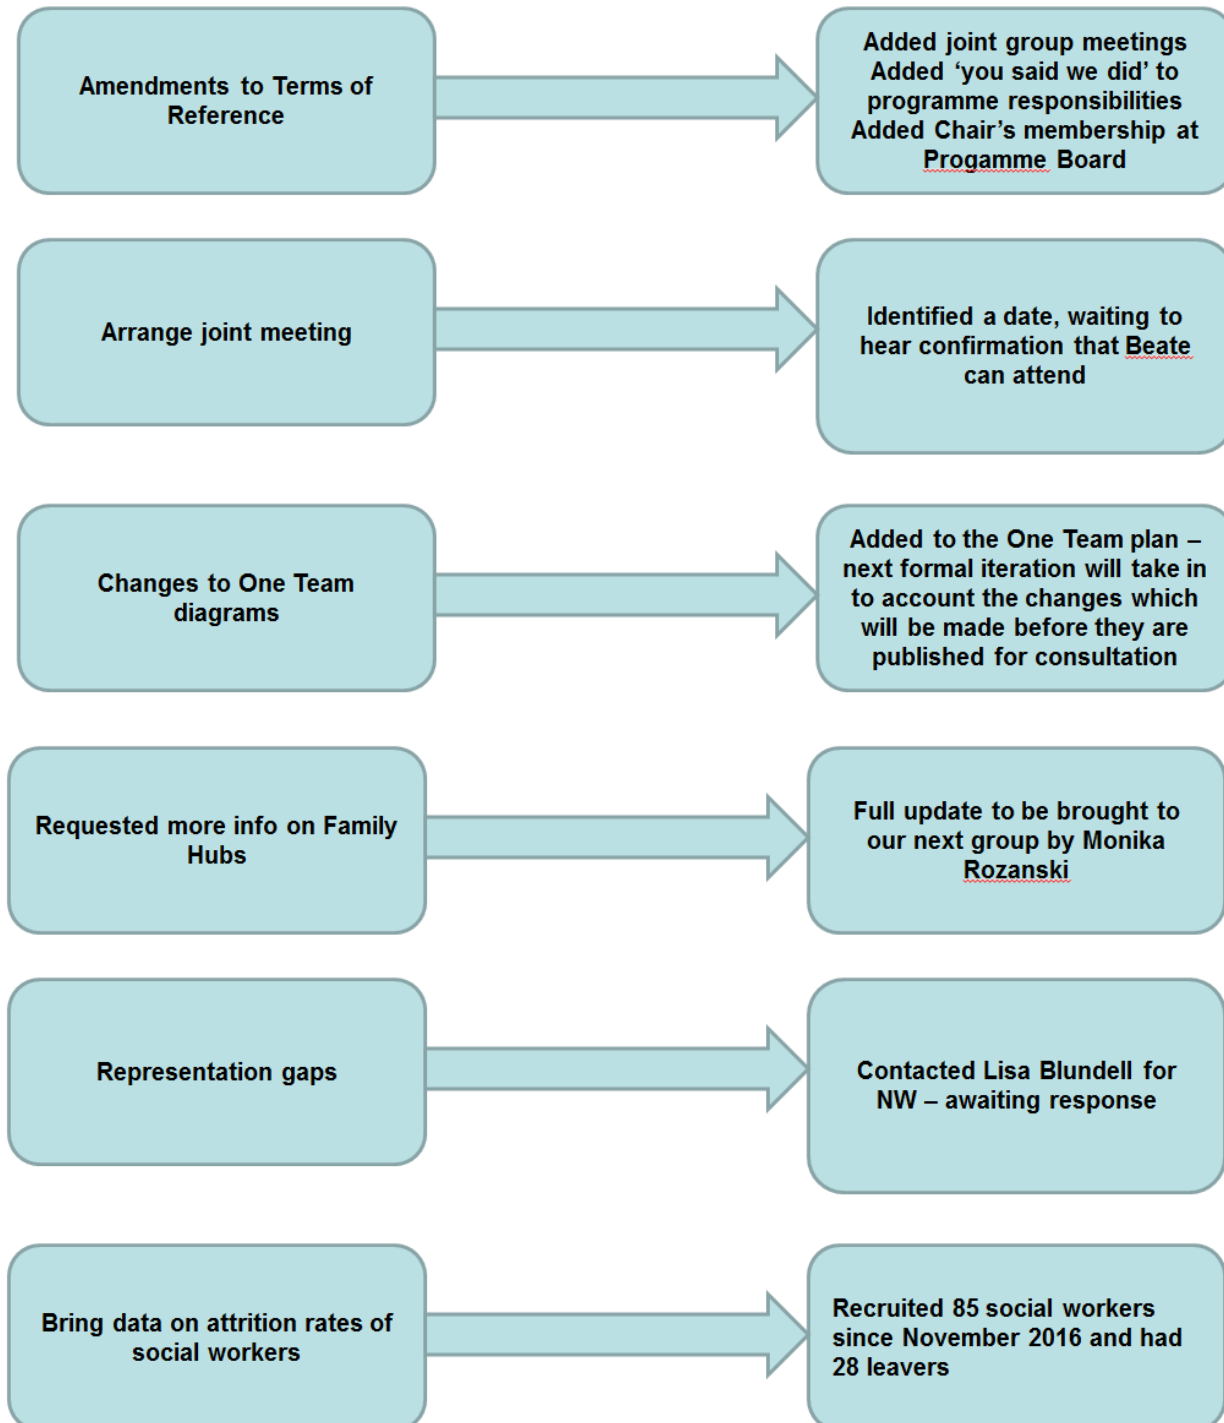 Amendments to Terms of
Reference
Added joint group meetings
Added ‘you said we did’ to
programme responsibilities
Added Chair’s membership at
Progamme Board
Arrange joint meeting
Identified a date, waiting to
hear confirmation that Beate
can attend
Changes to One Team
diagrams
Added to the One Team plan –
next formal iteration will take in
to account the changes which
will be made before they are
published for consultation
Requested more info on Family
Hubs
Full update to be brought to
our next group by Monika
Rozanski
Representation gaps
Contacted Lisa Blundell for
NW – awaiting response
Bring data on attrition rates of
social workers
Recruited 85 social workers
since November 2016 and had
28 leavers